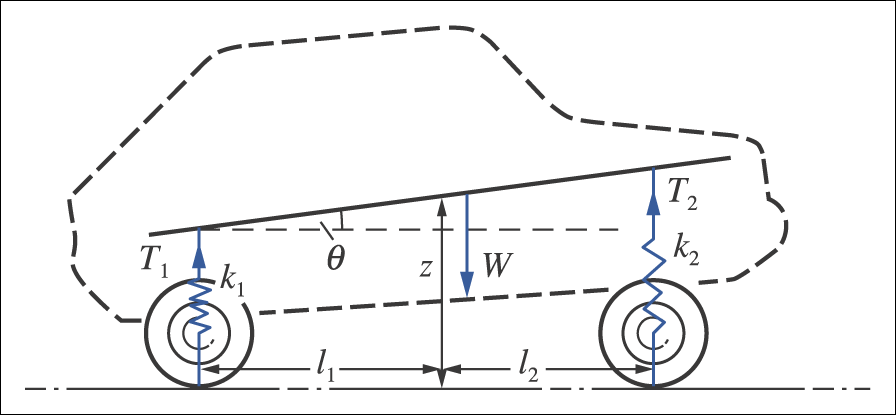 T₂
T₁
θ
k₁
z
W
k₂
l₁
l₂